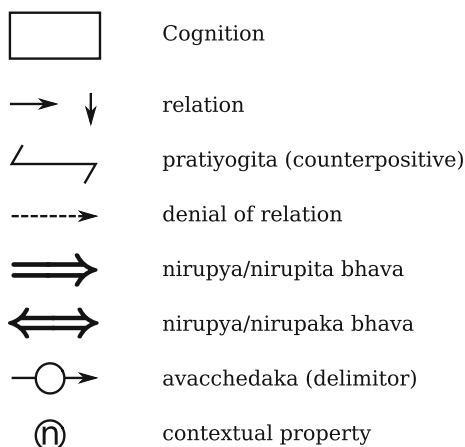 Cognition
relation
pratiyogita (counterpositive)
denial of relation
nirupya/nirupita bhava
nirupya/nirupaka bhava
avacchedaka (delimitor)
n contextual property